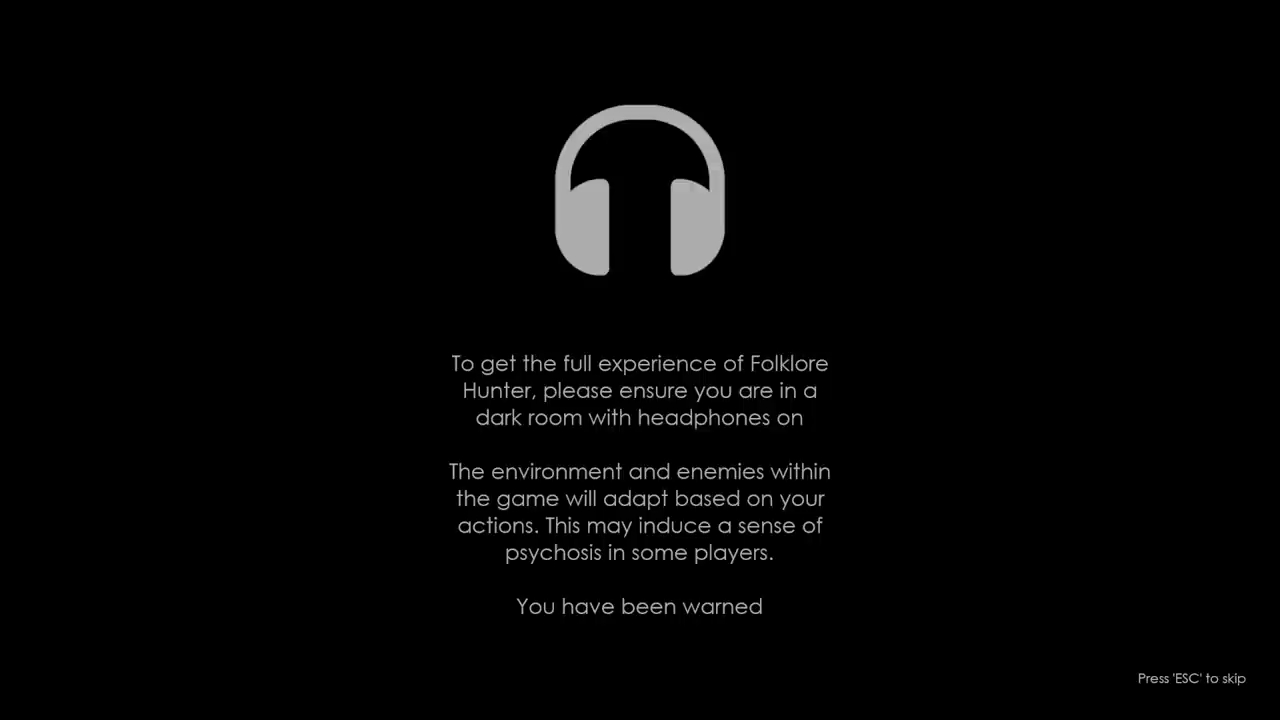 To get the full experience of Folklore
Hunter, please ensure you are in a
dark room with headphones on
The environment and enemies within
the game will adapt based on your
actions. This may induce a sense of
psychosis in some players.
You have been warned
Press 'ESC' to skip